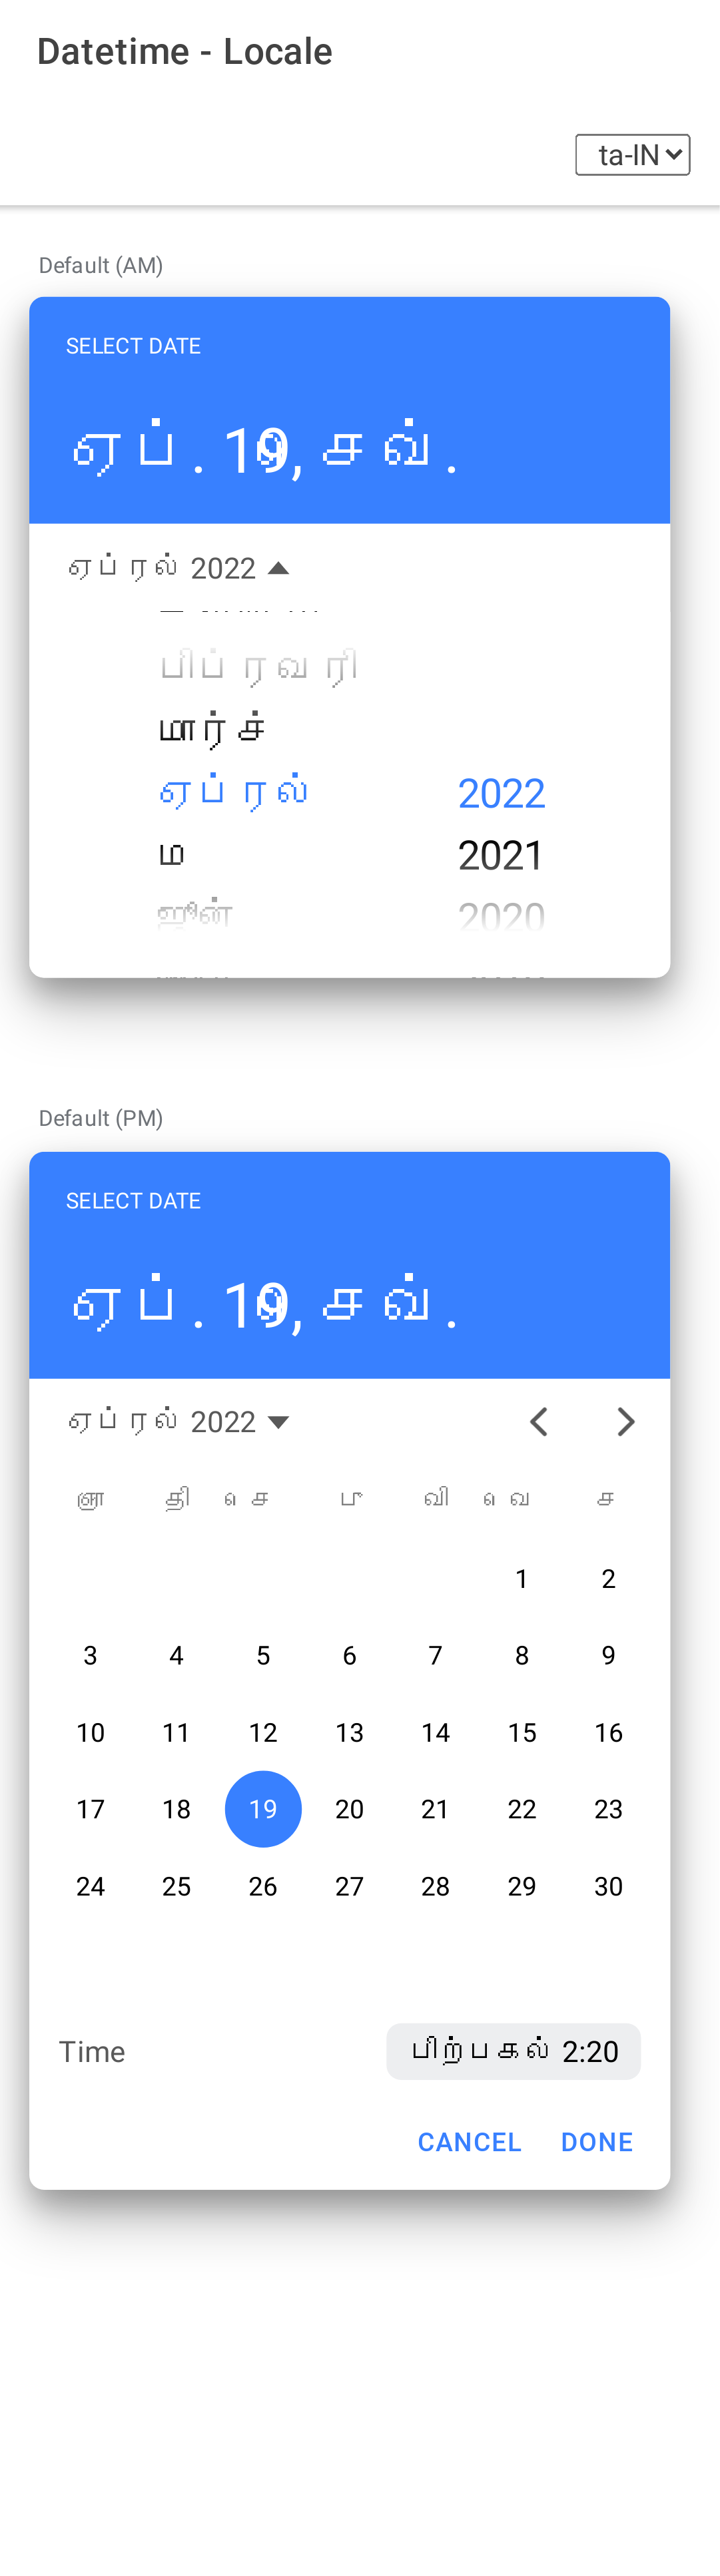 Datetime - Locale
ta-IN
Default (AM)
SELECT DATE
ஏப். 19, செவ்.
ஏப்ரல் 2022
பிப்ரவரி
மார்ச்
ஏப்ரல் 2022
ம 2021
ஜூன் 2020
Default (PM)
SELECT DATE
ஏப். 19, செவ்.
ஏப்ரல் 2022
ஞா தி செ பு வி வெ ச
1 2
3 4 5 6 7 8 9
10 11 12 13 14 15 16
17 18 19 20 21 22 23
24 25 26 27 28 29 30
Time பிற்பகல் 2:20
CANCEL DONE